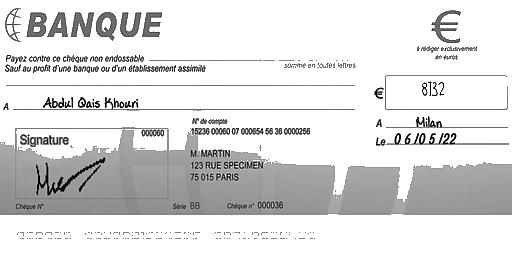 BANQUE
€
à rédiger exclusivement
en euros
Payez contre ce chèque non endossable
Sauf au profit d'une banque ou d'un établissement assimilé
somme en toutes lettres
€ 8732
A Abdul Qais Khouri
A Milan
Le 06/05/22
Signature
000060
N° de compte
15236 00060 07 000654 56 36 0000256
M. MARTIN
123 RUE SPECIMEN
75 015 PARIS
Chèque N°
Série BB
Chèque n° 000036